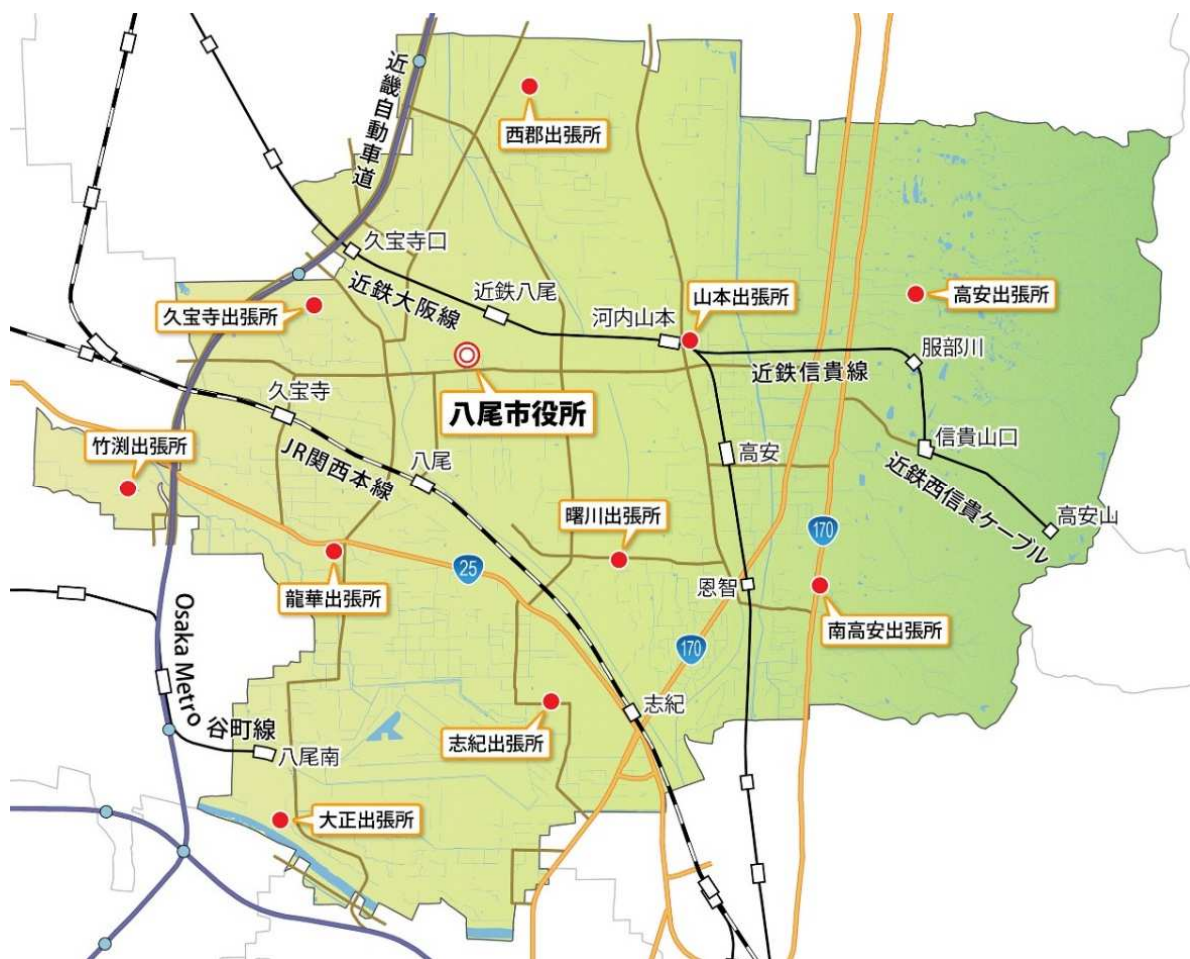 近畿自動車道
西郡出張所
久宝寺口
近鉄大阪線
近鉄八尾
河内山本
山本出張所
高安出張所
久宝寺出張所
服部川
近鉄信貴線
八尾市役所
久宝寺
竹渕出張所
JR関西本線
八尾
高安
信貴山口
近鉄西信貴ケーブル
高安山
曙川出張所
170
25
龍華出張所
恩智
南高安出張所
170
Osaka Metro
谷町線
八尾南
志紀出張所
志紀
大正出張所